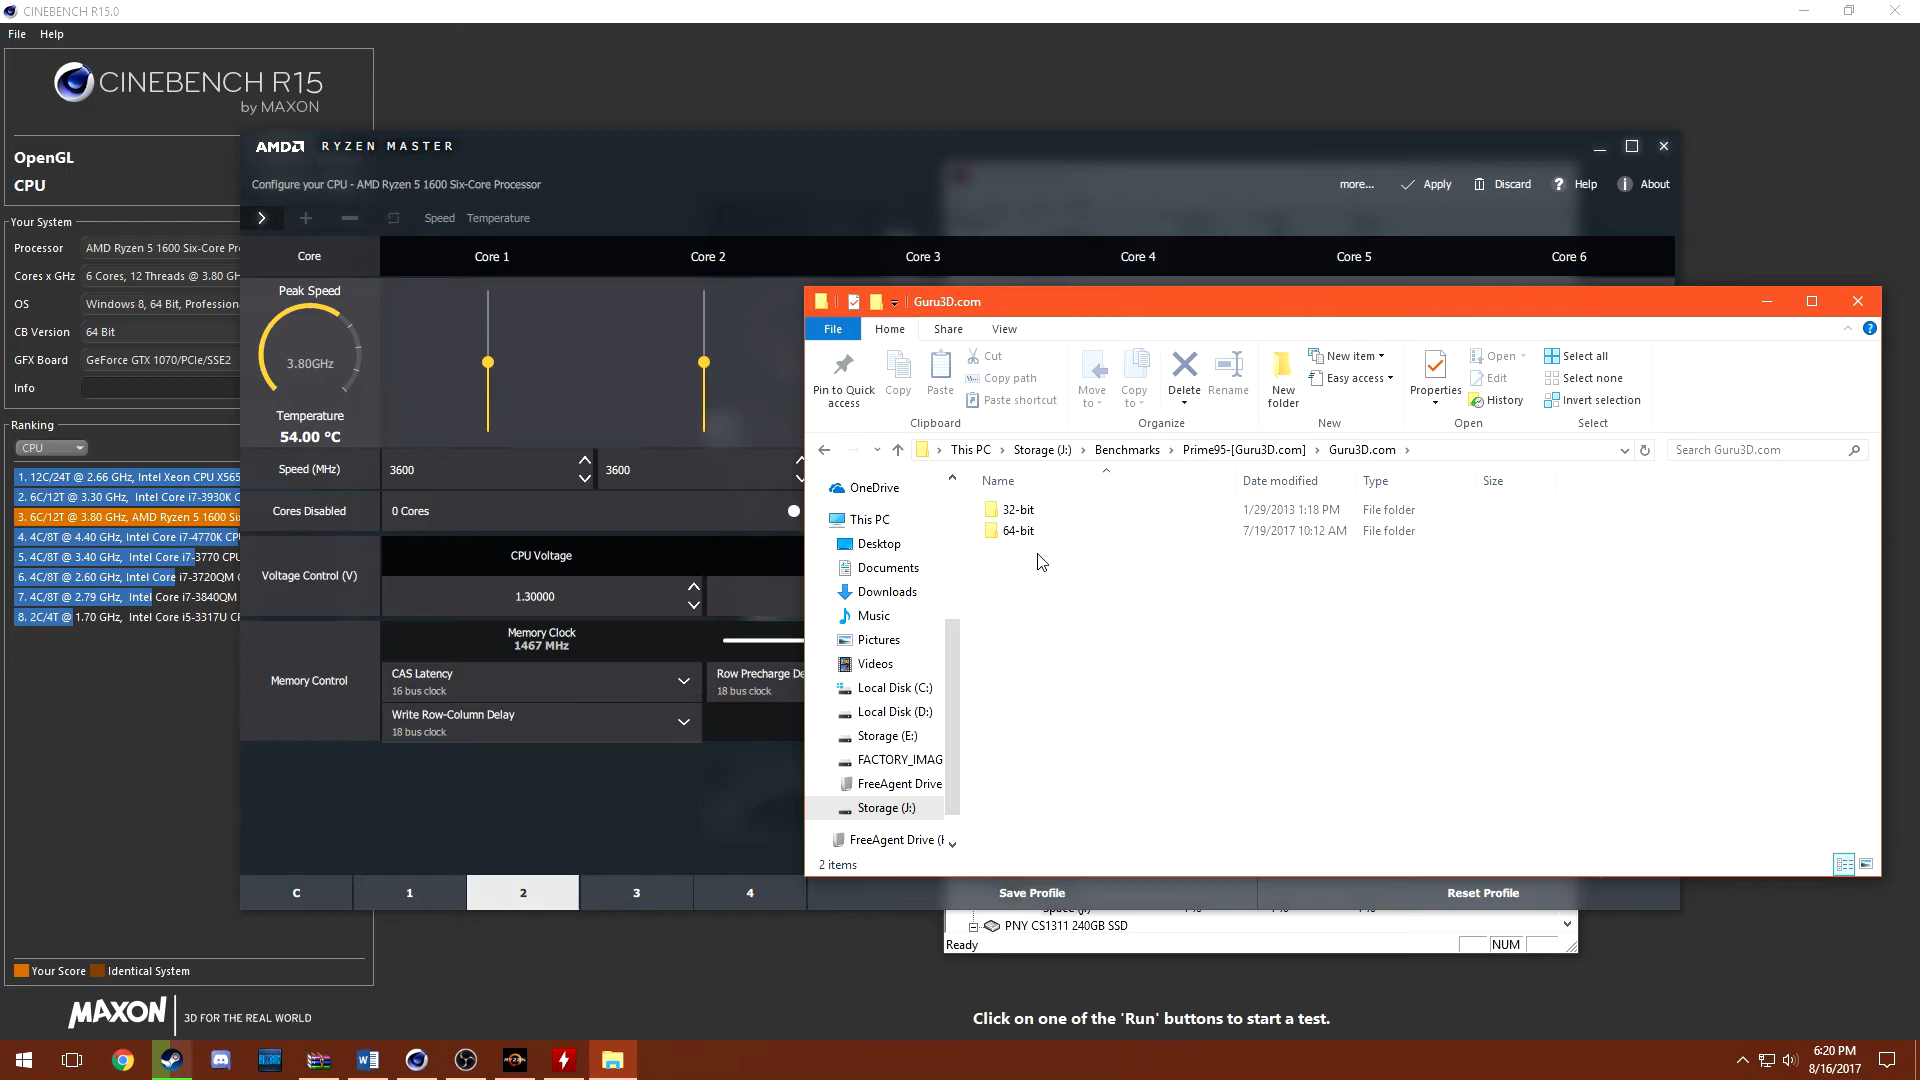 CINEBENCH R15.0
File Help
CINEBENCH R15
by MAXON
OpenGL
CPU
Your System
Processor AMD Ryzen 5 1600 Six-Core Pr
Cores x GHz 6 Cores, 12 Threads @ 3.80 GH
OS Windows 8, 64 Bit, Profession
CB Version 64 Bit
GFX Board GeForce GTX 1070/PCIe/SSE2
Info
Ranking
CPU
1. 12C/24T @ 2.66 GHz, Intel Xeon CPU X565
2. 6C/12T @ 3.30 GHz, Intel Core i7-3930K C
3. 6C/12T @ 3.80 GHz, AMD Ryzen 5 1600 Si
4. 4C/8T @ 4.40 GHz, Intel Core i7-4770K CP
5. 4C/8T @ 3.40 GHz, Intel Core i7-3770 CPU
6. 4C/8T @ 2.60 GHz, Intel Core i7-3720QM
7. 4C/8T @ 2.79 GHz, Intel Core i7-3840QM
8. 2C/4T @ 1.70 GHz, Intel Core i5-3317U CP
Your Score Identical System
MAXON 3D FOR THE REAL WORLD
AMD RYZEN MASTER
Configure your CPU - AMD Ryzen 5 1600 Six-Core Processor
more... Apply Discard ? Help i About
Speed Temperature
Core Core 1 Core 2 Core 3 Core 4 Core 5 Core 6
Peak Speed
3.80GHz
Temperature
54.00 °C
Speed (MHz) 3600 3600
Cores Disabled 0 Cores
Voltage Control (V)
CPU Voltage
1.30000
Memory Control
Memory Clock
1467 MHz
CAS Latency
16 bus clock
Row Precharge De
18 bus clock
Write Row-Column Delay
18 bus clock
C 1 2 3 4 Save Profile Reset Profile
Guru3D.com
File Home Share View
Pin to Quick access
Copy
Paste
Cut
Copy path
Paste shortcut
Clipboard
Move to
Copy to
Delete
Rename
Organize
New folder
New item
Easy access
New
Properties
Open
Edit
History
Open
Select all
Select none
Invert selection
Select
This PC Storage (J:) Benchmarks Prime95-[Guru3D.com] Guru3D.com
Search Guru3D.com
OneDrive
This PC
Desktop
Documents
Downloads
Music
Pictures
Videos
Local Disk (C:)
Local Disk (D:)
Storage (E:)
FACTORY_IMAG
FreeAgent Drive
Storage (J:)
FreeAgent Drive (
Name Date modified Type Size
32-bit 1/29/2013 1:18 PM File folder
64-bit 7/19/2017 10:12 AM File folder
2 items
PNY CS1311 240GB SSD
Ready NUM
Click on one of the 'Run' buttons to start a test.
RYZEN
6:20 PM
8/16/2017